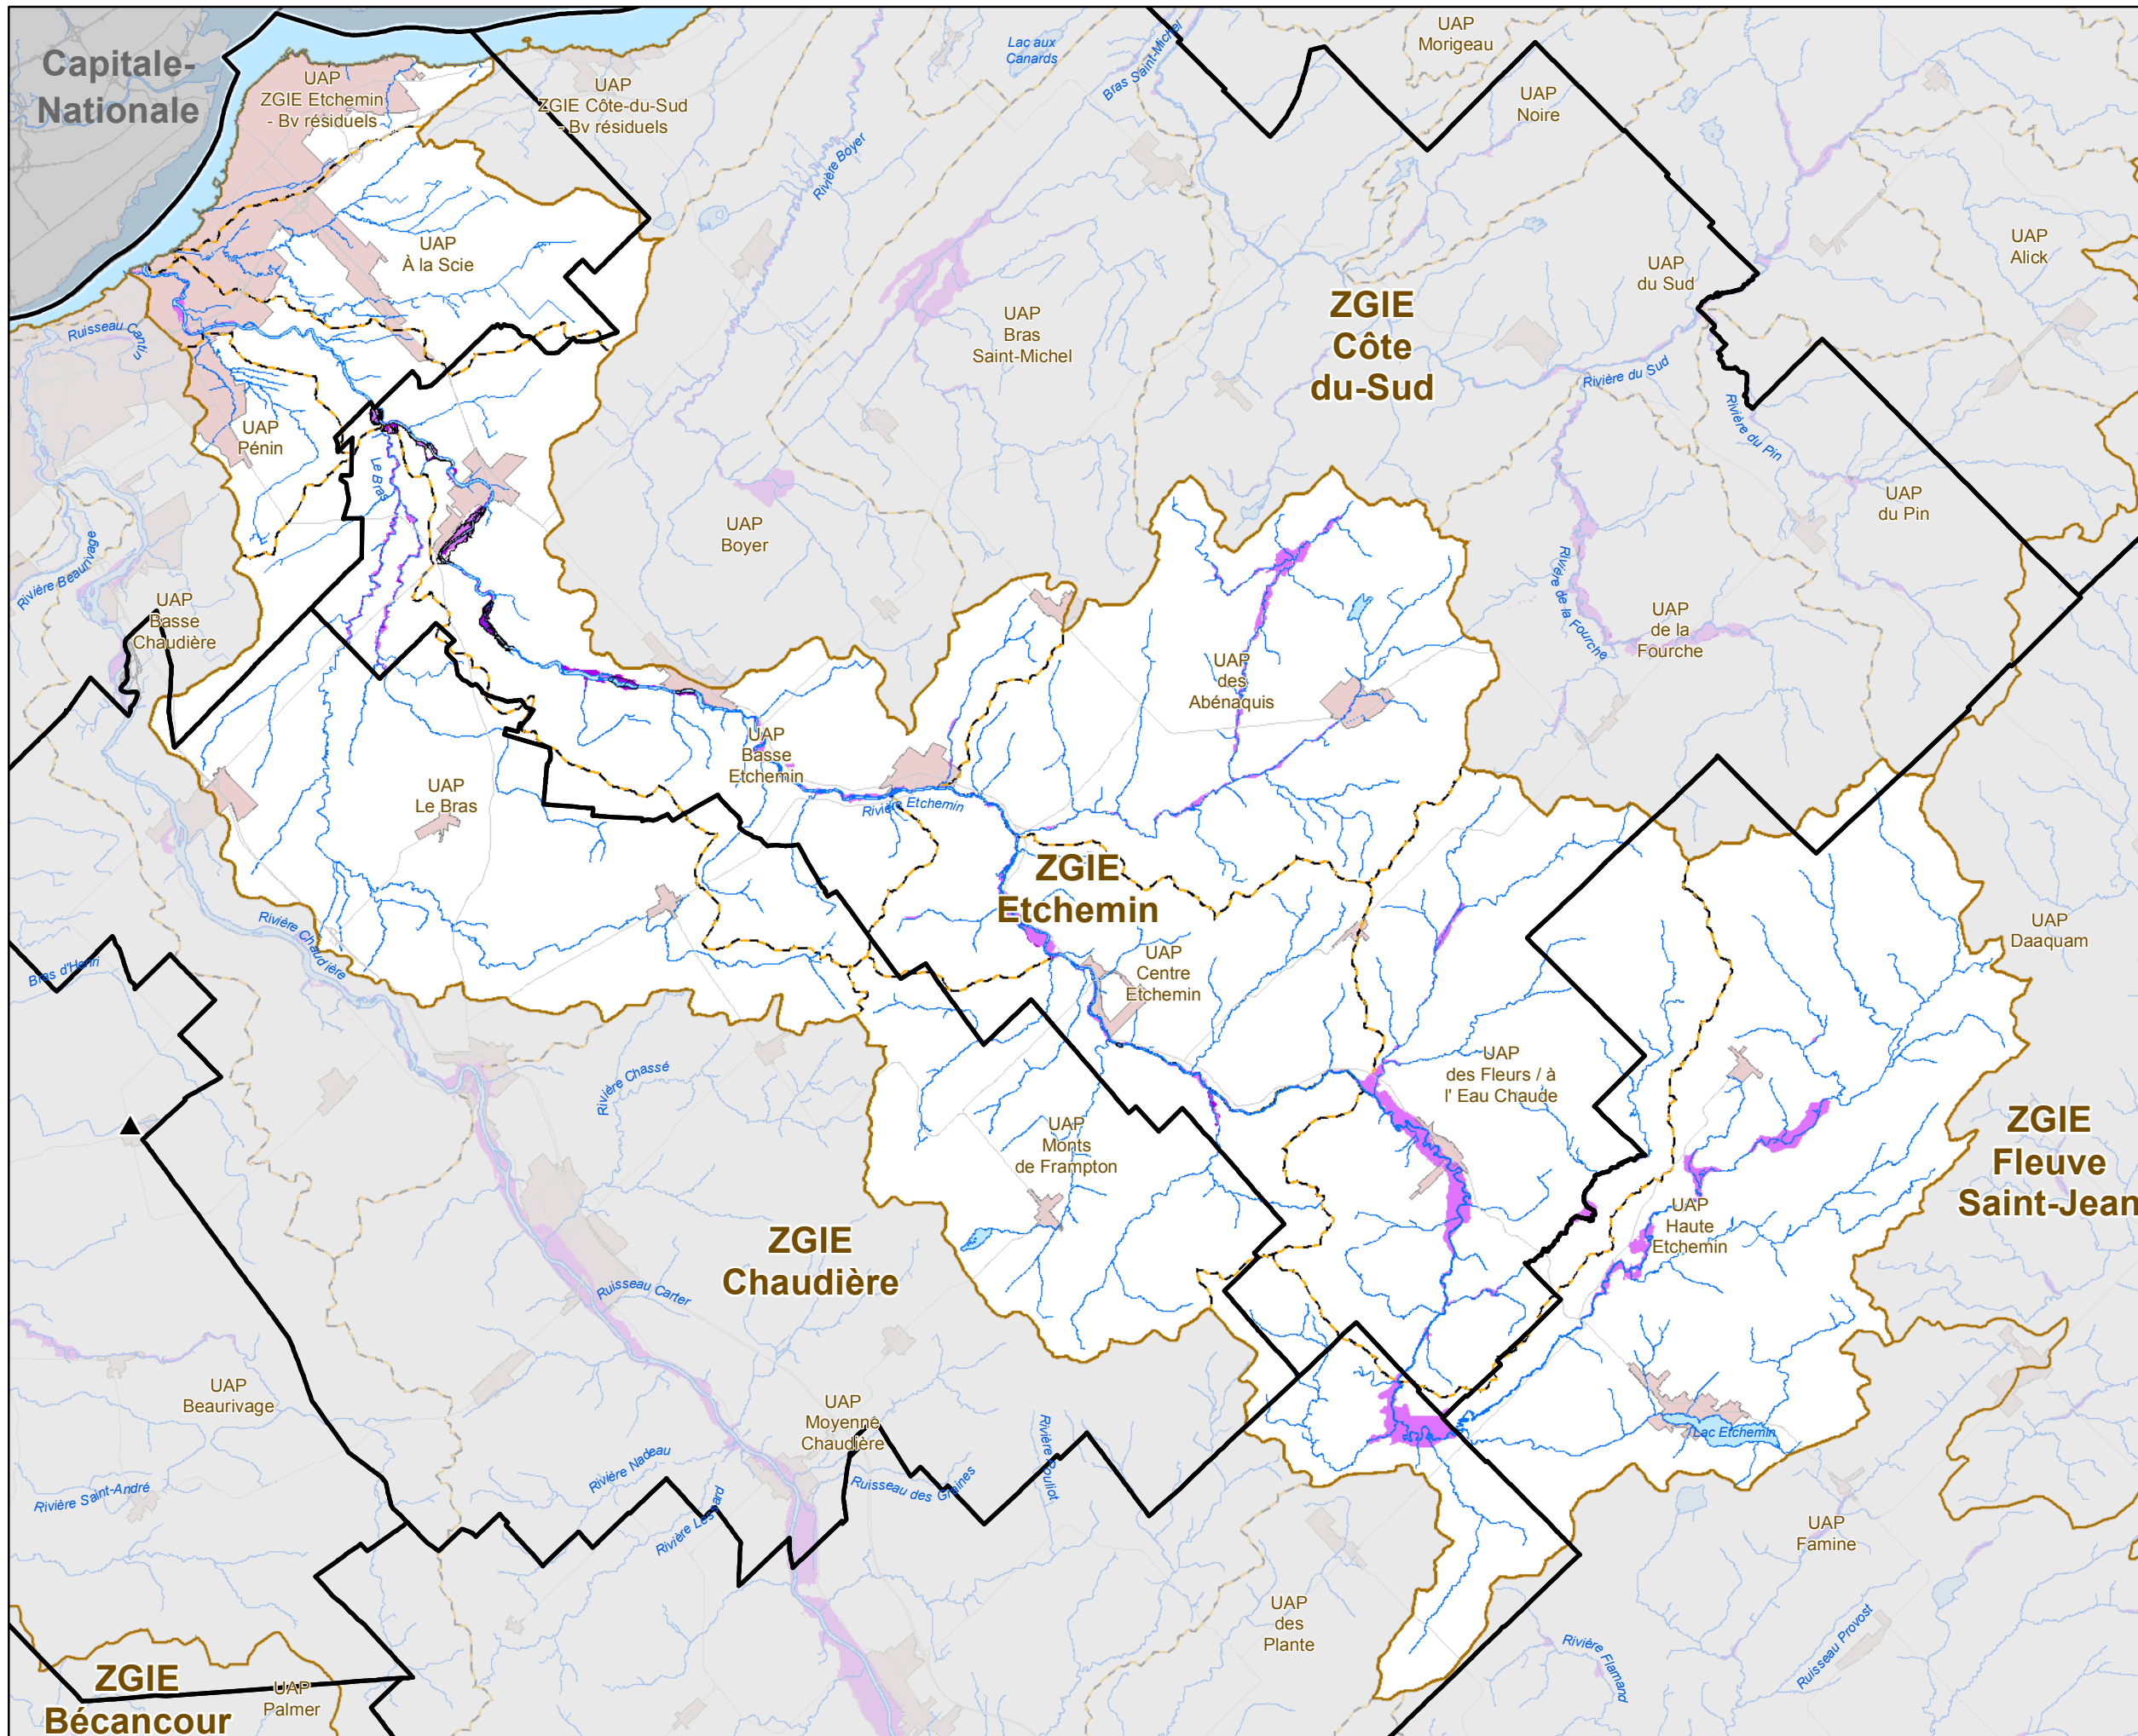 Capitale-
Nationale
UAP
ZGIE Etchemin
- Bv résiduels
UAP
ZGIE Côte-du-Sud
- Bv résiduels
Lac aux
Canards
Bras Saint-Michel
UAP
Morigeau
UAP
Noire
UAP
À la Scie
Rivière Boyer
UAP
Bras
Saint-Michel
ZGIE
Côte
du-Sud
UAP
du Sud
UAP
Alick
Ruisseau Cantin
Rivière du Sud
Rivière du Pin
UAP
Pénin
Le Bras
UAP
Boyer
UAP
du Pin
Rivière Beaurivage
UAP
Basse
Chaudière
Rivière de la Fourche
UAP
de la
Fourche
UAP
des
Abénaquis
UAP
Basse
Etchemin
UAP
Le Bras
Rivière Etchemin
ZGIE
Etchemin
UAP
Daaquam
Rivière Chaudière
Bras d'Henri
UAP
Centre
Etchemin
Rivière Chassé
UAP
des Fleurs / à
l' Eau Chaude
UAP
Monts
de Frampton
ZGIE
Fleuve
Saint-Jean
UAP
Haute
Etchemin
ZGIE
Chaudière
Ruisseau Carter
UAP
Beaurivage
UAP
Moyenne
Chaudière
Lac Etchemin
Rivière Saint-André
Rivière Nadeau
Rivière Lessard
Ruisseau des Graines
Rivière Pouliot
UAP
Famine
UAP
des
Plante
Rivière Flamand
Ruisseau Provost
ZGIE
Bécancour
UAP
Palmer